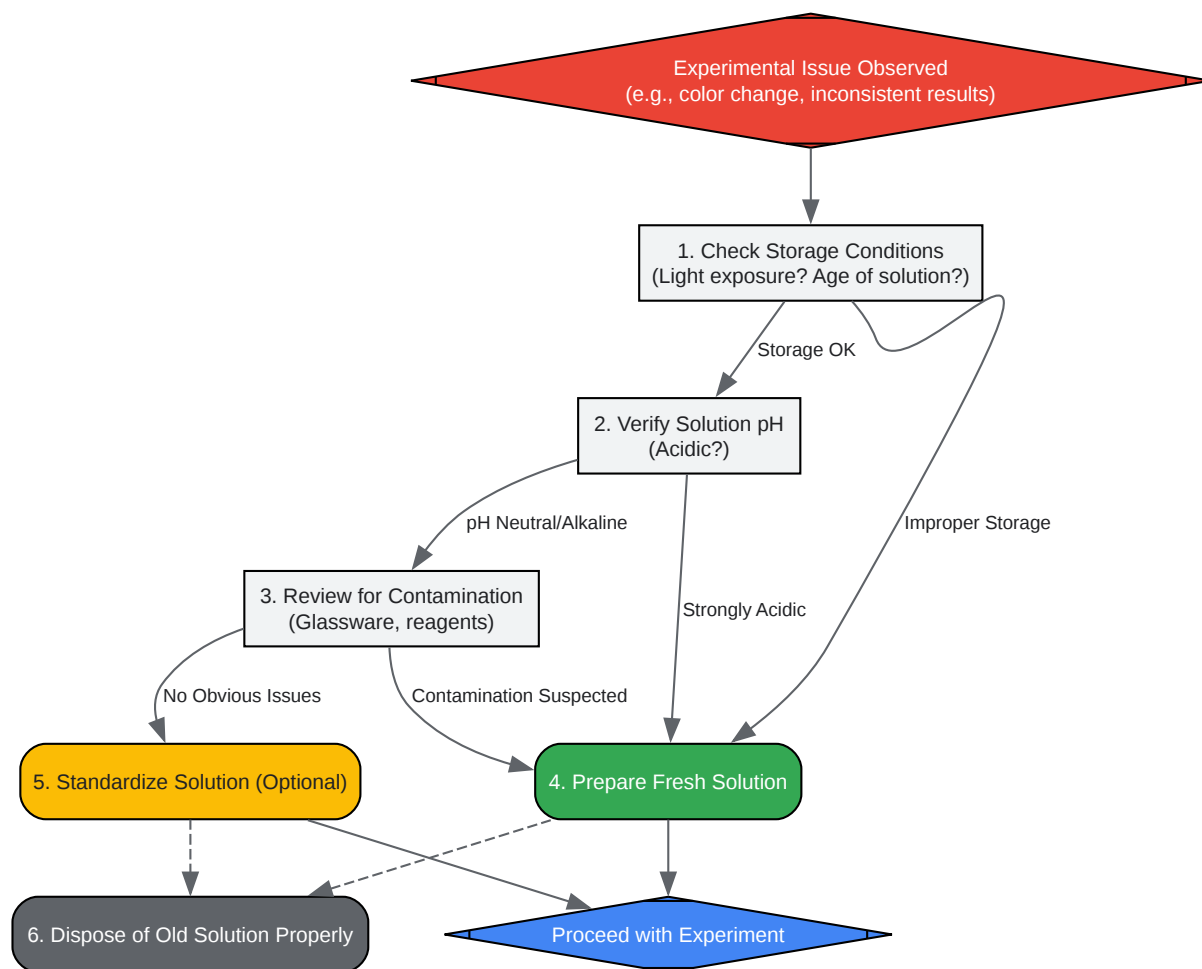 Experimental Issue Observed
(e.g., color change, inconsistent results)
1. Check Storage Conditions
(Light exposure? Age of solution?)
Storage OK
2. Verify Solution pH
(Acidic?)
pH Neutral/Alkaline
Improper Storage
3. Review for Contamination
(Glassware, reagents)
Strongly Acidic
No Obvious Issues
Contamination Suspected
5. Standardize Solution (Optional)
4. Prepare Fresh Solution
6. Dispose of Old Solution Properly
Proceed with Experiment